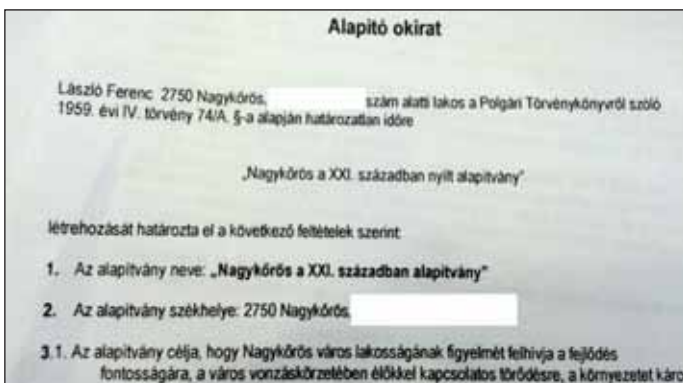 Alapitó okirat
László Ferenc 2750 Nagykőrös, szám alatti lakos a Polgári Törvénykönyvről szóló
1959. évi IV. törvény 74/A. §-a alapján határozatlan időre
„Nagykőrös a XXI. században nyílt alapítvány"
létrehozását határozta el a következő feltételek szerint:
1. Az alapítvány neve: „Nagykőrös a XXI. században alapítvány"
2. Az alapítvány székhelye: 2750 Nagykőrös,
3.1. Az alapítvány célja, hogy Nagykőrös város lakosságának figyelmét felhívja a fejlődés
fontosságára, a város vonzáskörzetében élőkkel kapcsolatos törődésre, a környezetet káro